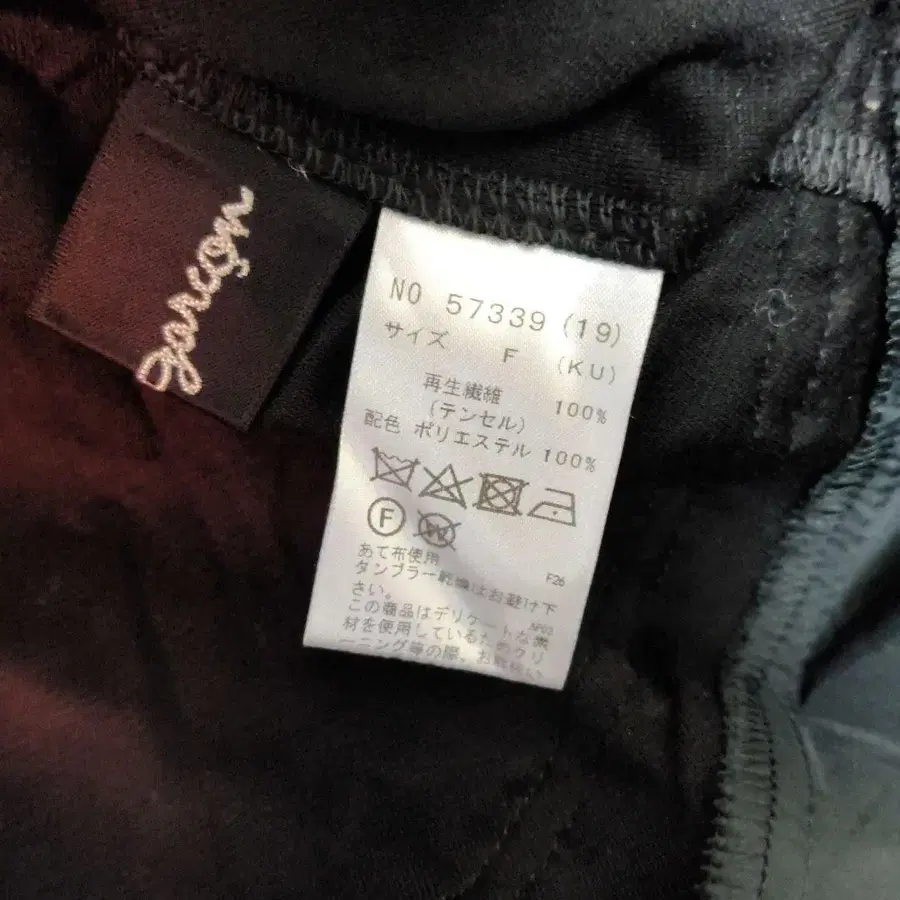 Garçon
NO 57339 (19)
サイズ F (KU)
再生繊維
(テンセル) 100%
配色 ポリエステル 100%
F
W
あて布使用 F26
タンブラー乾燥はお避け下
さい。 AF03
この商品はデリケートな素
材を使用しているためクリ
ーニング等の際、お取扱い